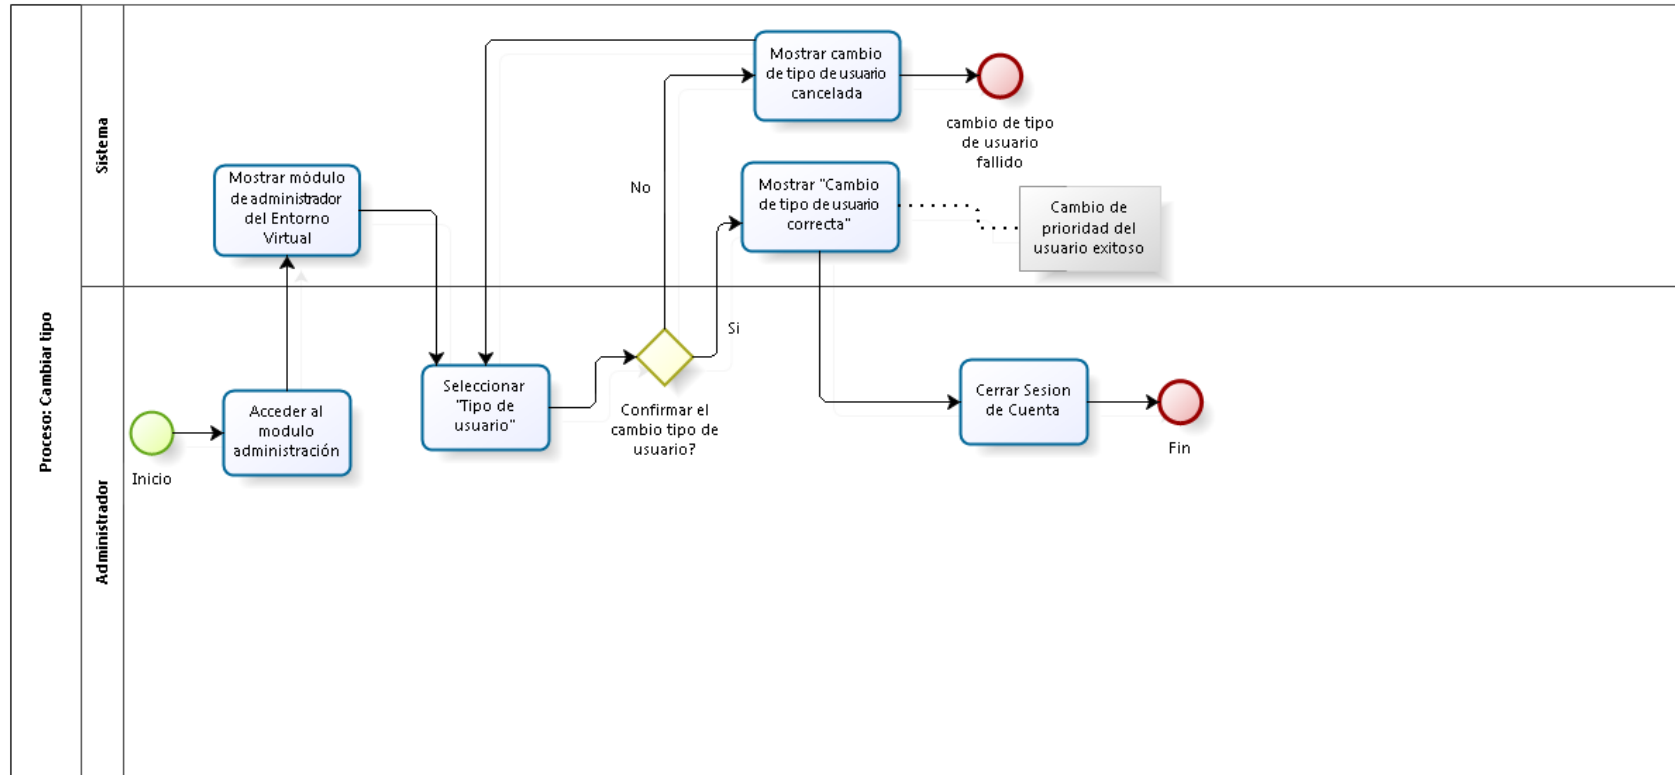 Proceso: Cambiar tipo
Sistema
Mostrar cambio
de tipo de usuario
cancelada
cambio de tipo
de usuario
fallido
Mostrar módulo
de administrador
del Entorno
Virtual
No
Mostrar "Cambio
de tipo de usuario
correcta"
Cambio de
prioridad del
usuario exitoso
Administrador
Inicio
Acceder al
modulo
administración
Seleccionar
"Tipo de
usuario"
Si
Confirmar el
cambio tipo de
usuario?
Cerrar Sesion
de Cuenta
Fin